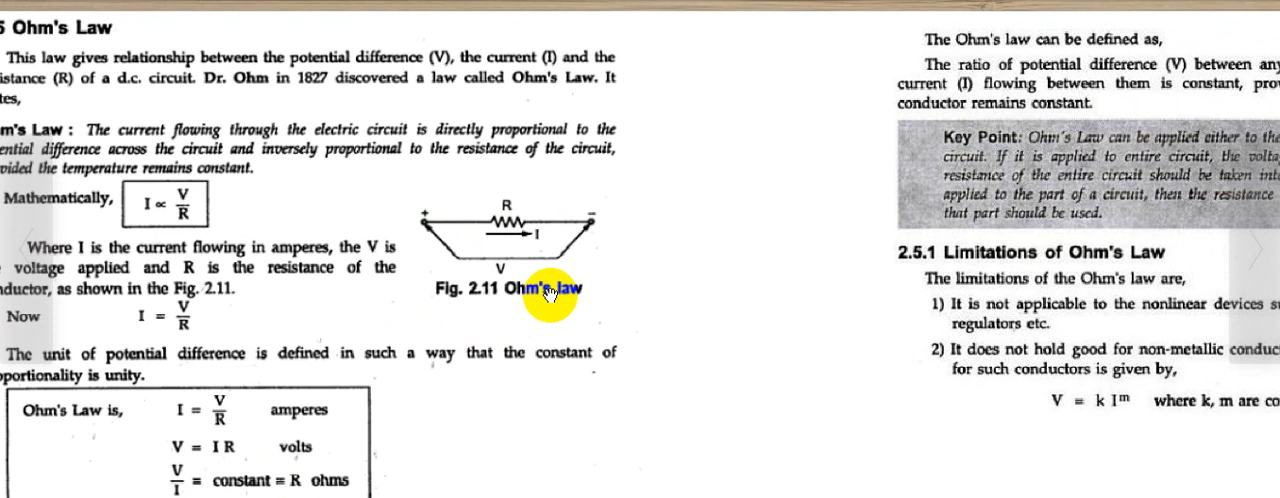 5 Ohm's Law
This law gives relationship between the potential difference (V), the current (I) and the
istance (R) of a d.c. circuit. Dr. Ohm in 1827 discovered a law called Ohm's Law. It
tes,
m's Law : The current flowing through the electric circuit is directly proportional to the
ential difference across the circuit and inversely proportional to the resistance of the circuit,
vided the temperature remains constant.
Mathematically, I ∝ V/R
Where I is the current flowing in amperes, the V is
voltage applied and R is the resistance of the
nductor, as shown in the Fig. 2.11.
Now I = V/R
+ R −
I
V
Fig. 2.11 Ohm's law
The unit of potential difference is defined in such a way that the constant of
oportionality is unity.
Ohm's Law is, I = V/R amperes
V = I R volts
V/I = constant = R ohms
The Ohm's law can be defined as,
The ratio of potential difference (V) between any
current (I) flowing between them is constant, pro
conductor remains constant.
Key Point: Ohm's Law can be applied either to the
circuit. If it is applied to entire circuit, the volta
resistance of the entire circuit should be taken int
applied to the part of a circuit, then the resistance
that part should be used.
2.5.1 Limitations of Ohm's Law
The limitations of the Ohm's law are,
1) It is not applicable to the nonlinear devices s
regulators etc.
2) It does not hold good for non-metallic conduc
for such conductors is given by,
V = k Iᵐ where k, m are co